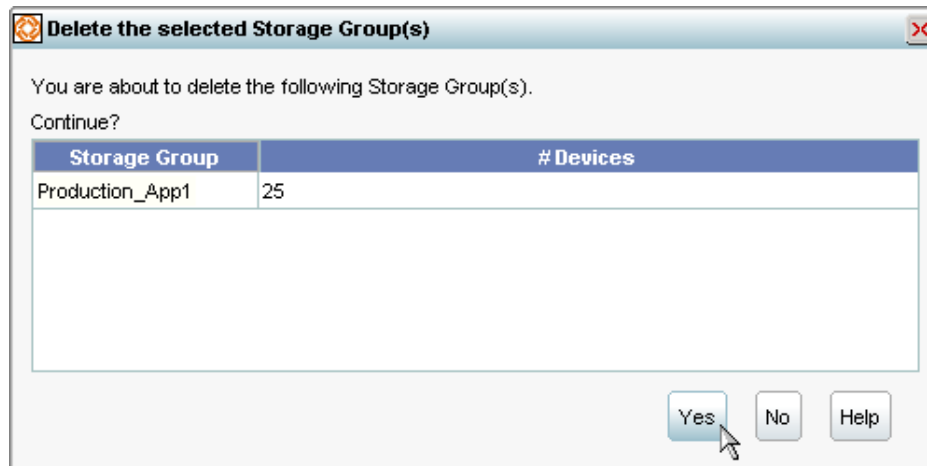 Delete the selected Storage Group(s)
You are about to delete the following Storage Group(s).
Continue?
Storage Group # Devices
Production_App1 25
Yes No Help